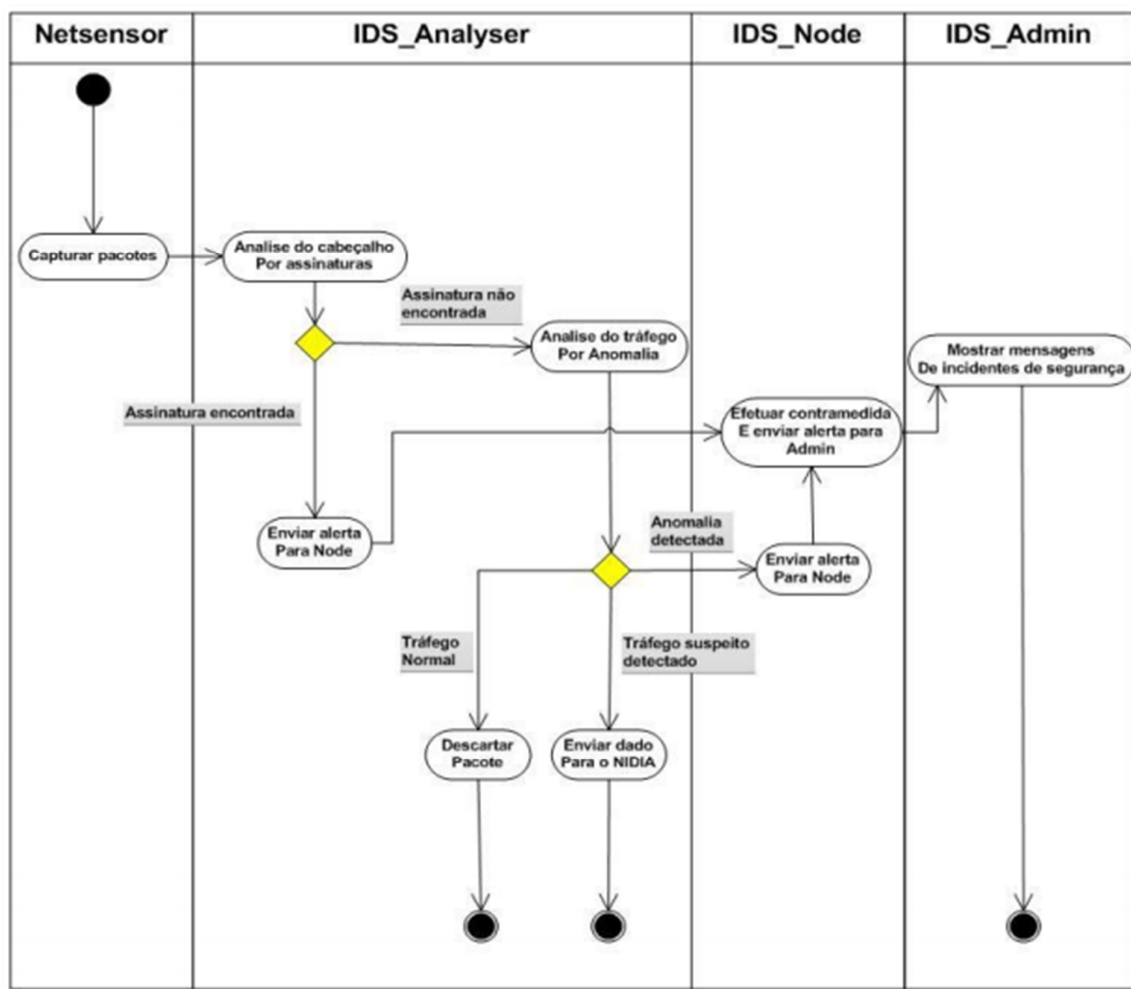 Netsensor
IDS_Analyser
IDS_Node
IDS_Admin
Capturar pacotes
Analise do cabeçalho
Por assinaturas
Assinatura não
encontrada
Analise do tráfego
Por Anomalia
Mostrar mensagens
De incidentes de segurança
Assinatura encontrada
Efetuar contramedida
E enviar alerta para
Admin
Enviar alerta
Para Node
Anomalia
detectada
Enviar alerta
Para Node
Tráfego
Normal
Tráfego suspeito
detectado
Descartar
Pacote
Enviar dado
Para o NIDIA